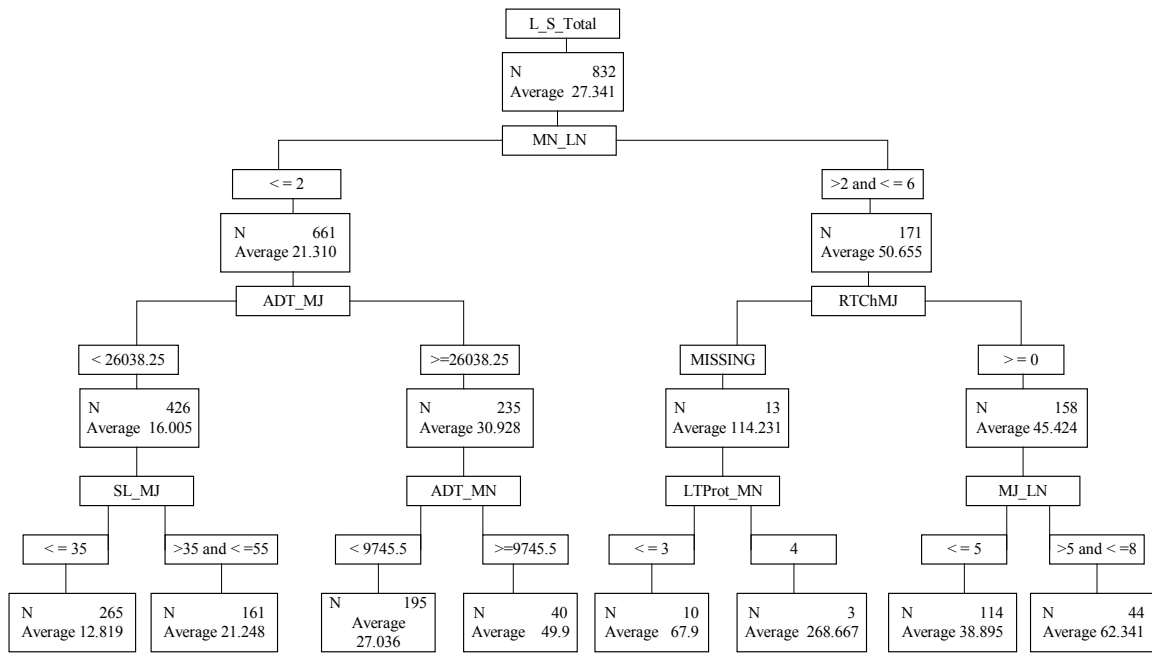 L_S_Total
N 832
Average 27.341
MN_LN
< = 2
>2 and < = 6
N 661
Average 21.310
N 171
Average 50.655
ADT_MJ
RTChMJ
< 26038.25
>=26038.25
MISSING
> = 0
N 426
Average 16.005
N 235
Average 30.928
N 13
Average 114.231
N 158
Average 45.424
SL_MJ
ADT_MN
LTProt_MN
MJ_LN
< = 35
>35 and < =55
< 9745.5
>=9745.5
< = 3
4
< = 5
>5 and < =8
N 265
Average 12.819
N 161
Average 21.248
N 195
Average
27.036
N 40
Average 49.9
N 10
Average 67.9
N 3
Average 268.667
N 114
Average 38.895
N 44
Average 62.341